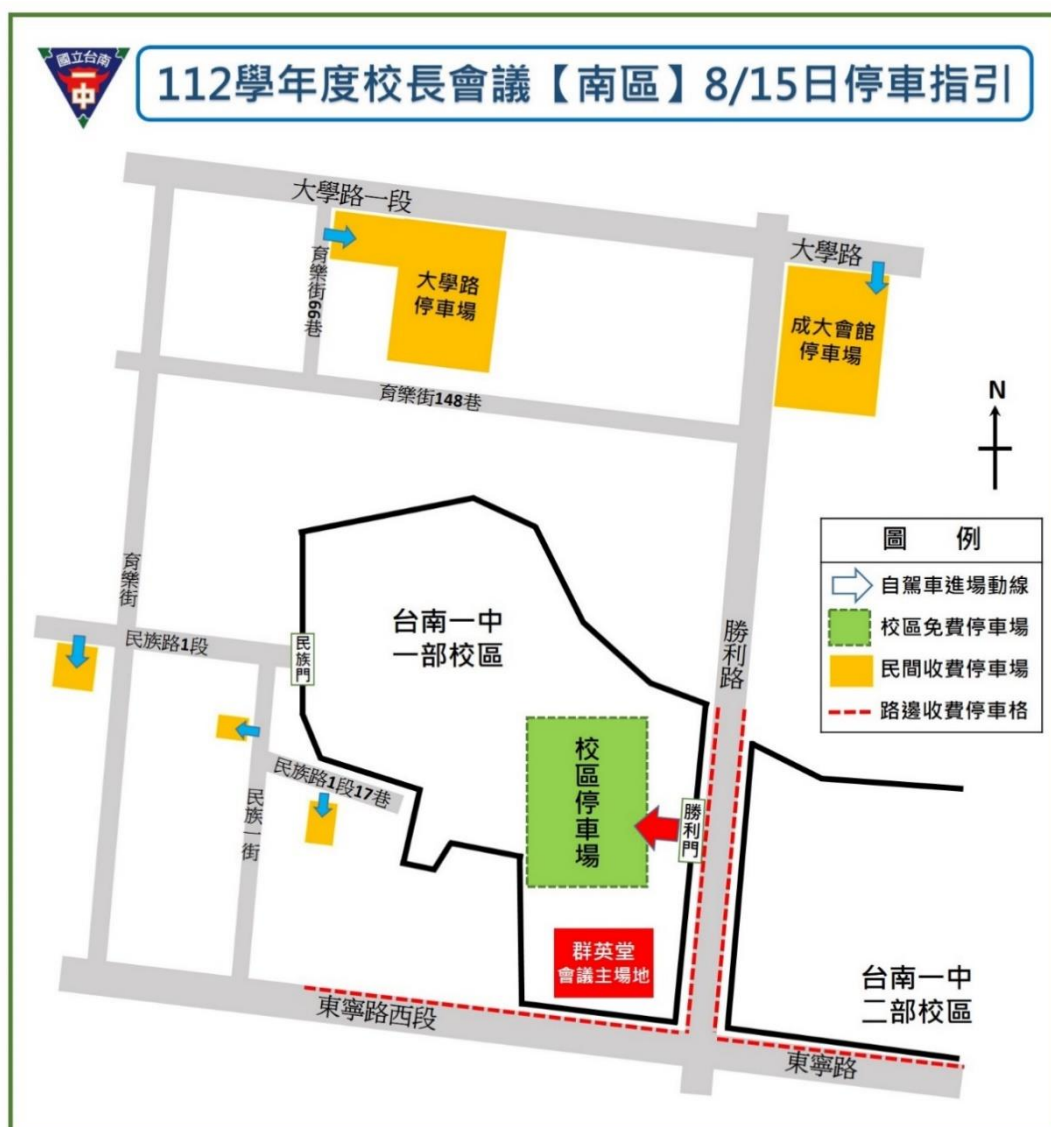 國立台南
一中
112學年度校長會議【南區】8/15日停車指引
大學路一段
大學路
育樂街66巷
大學路
停車場
成大會館
停車場
育樂街148巷
N
圖 例
自駕車進場動線
校區免費停車場
民間收費停車場
路邊收費停車格
育樂街
民族路1段
民族門
台南一中
一部校區
勝利路
校區停車場
勝利門
民族路1段17巷
民族一街
群英堂
會議主場地
台南一中
二部校區
東寧路西段
東寧路